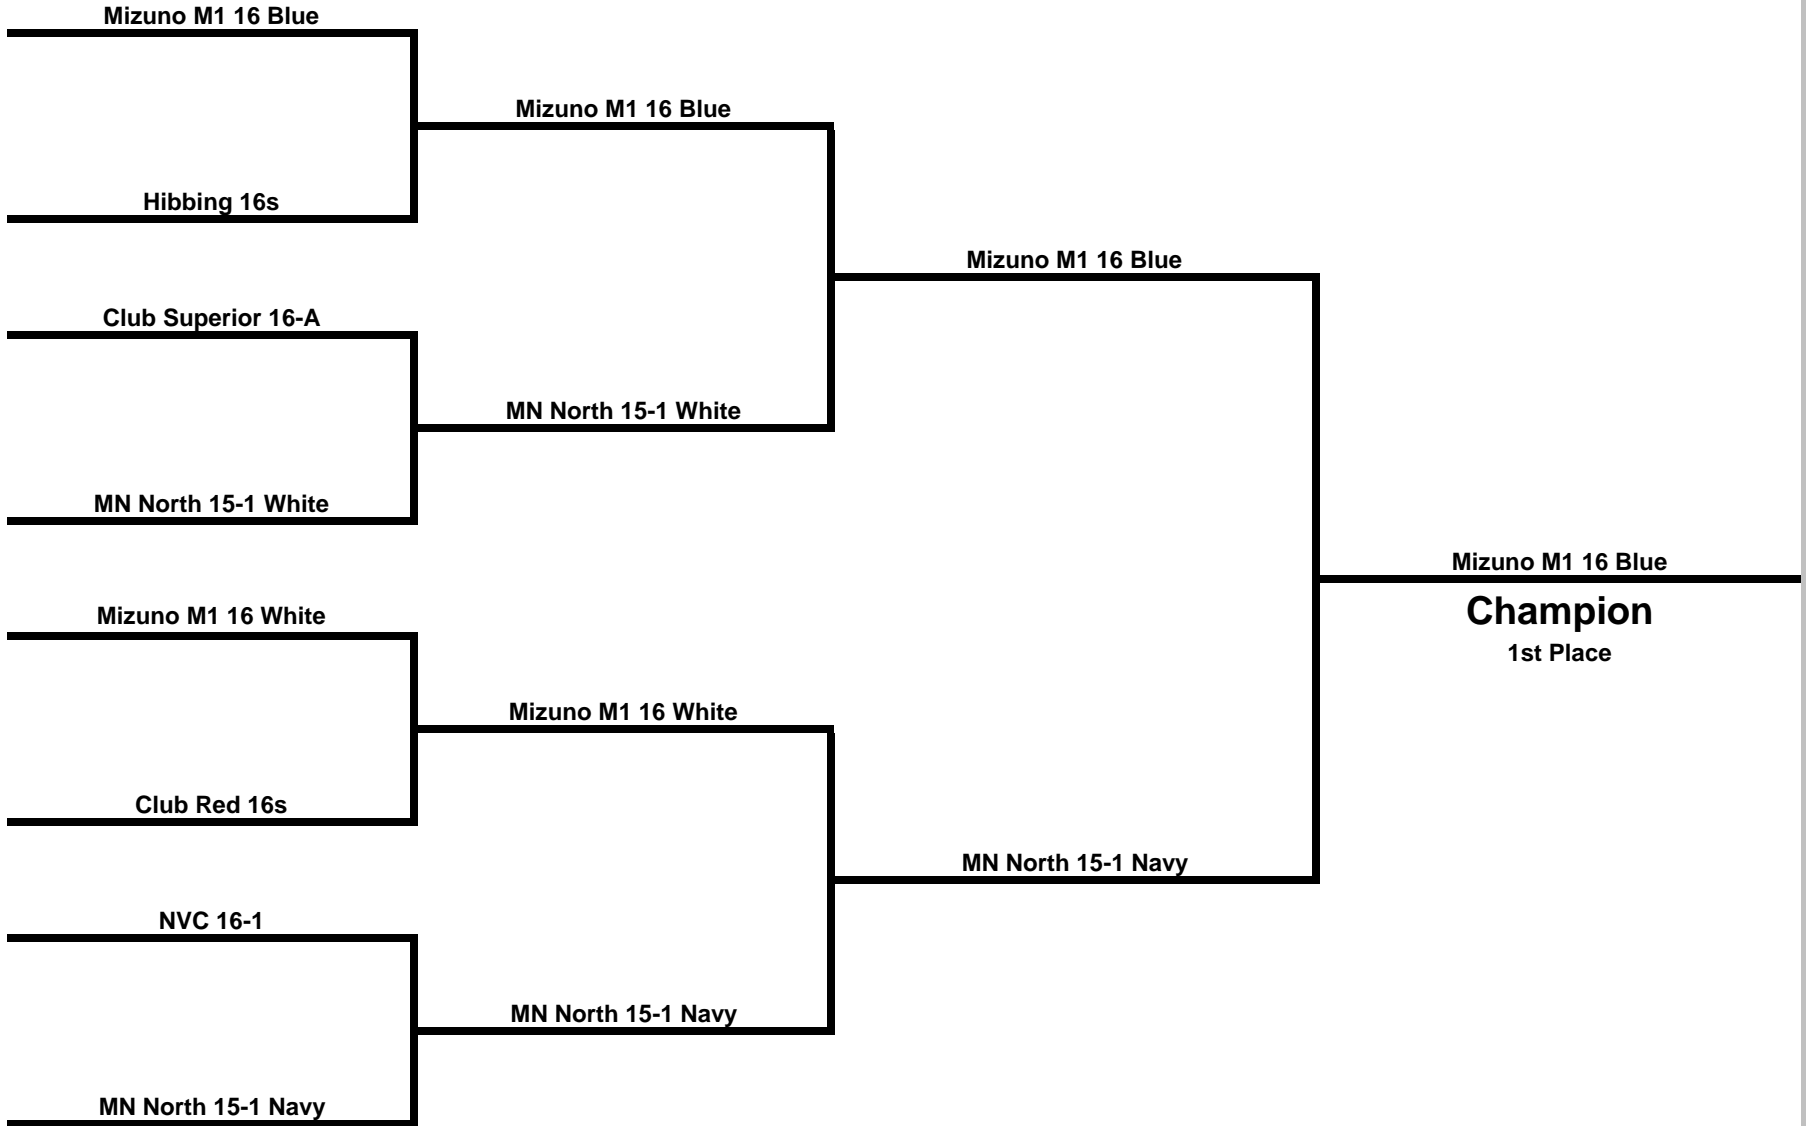 Mizuno M1 16 Blue
Mizuno M1 16 Blue
Hibbing 16s
Mizuno M1 16 Blue
Club Superior 16-A
MN North 15-1 White
MN North 15-1 White
Mizuno M1 16 Blue
Champion
1st Place
Mizuno M1 16 White
Mizuno M1 16 White
Club Red 16s
MN North 15-1 Navy
NVC 16-1
MN North 15-1 Navy
MN North 15-1 Navy